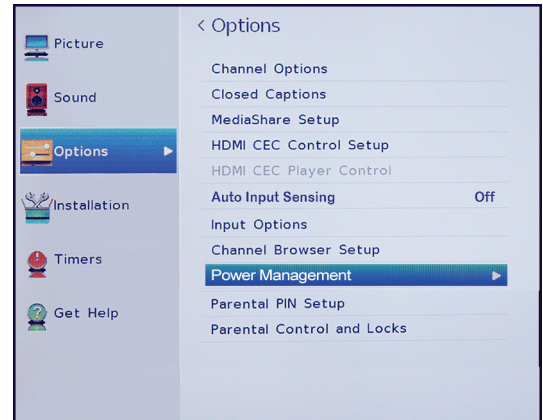 Options
Picture
Sound
Options
Installation
Timers
Get Help
Channel Options
Closed Captions
MediaShare Setup
HDMI CEC Control Setup
HDMI CEC Player Control
Auto Input Sensing Off
Input Options
Channel Browser Setup
Power Management
Parental PIN Setup
Parental Control and Locks